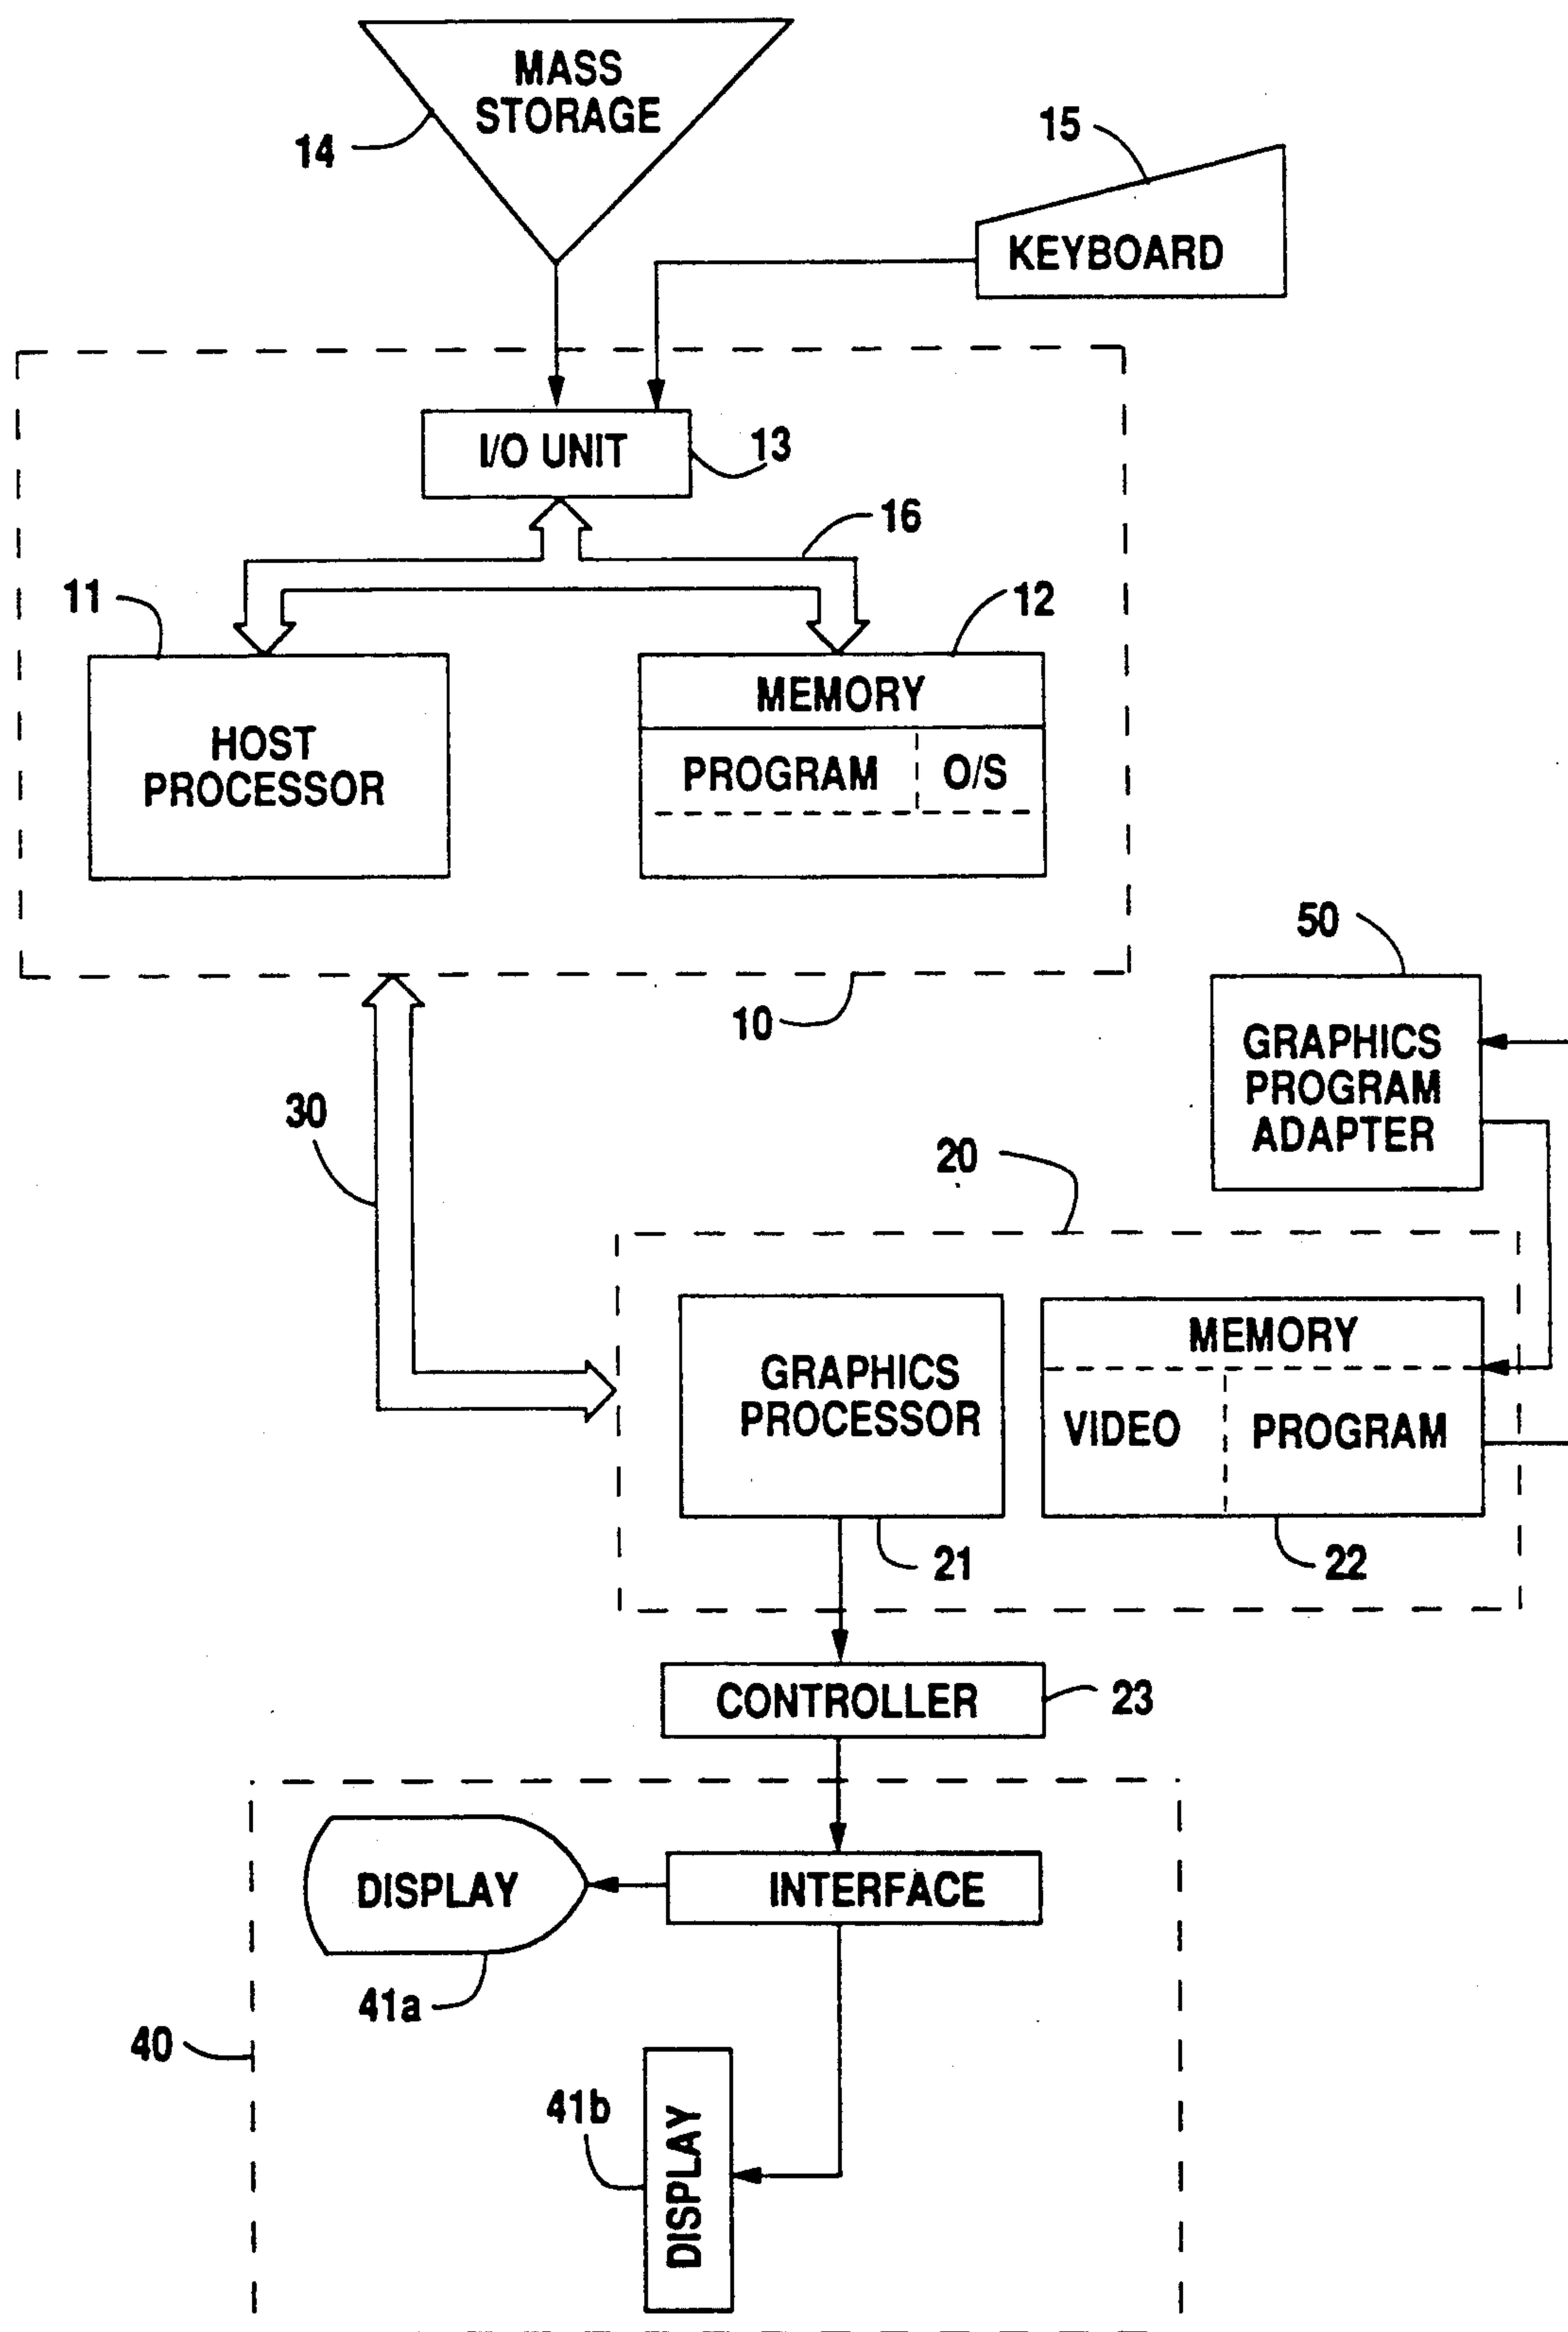 MASS
STORAGE
14
15
KEYBOARD
I/O UNIT
13
16
11
12
HOST
PROCESSOR
MEMORY
PROGRAM
O/S
10
50
GRAPHICS
PROGRAM
ADAPTER
30
20
GRAPHICS
PROCESSOR
MEMORY
VIDEO
PROGRAM
21
22
CONTROLLER
23
DISPLAY
INTERFACE
41a
40
41b
DISPLAY